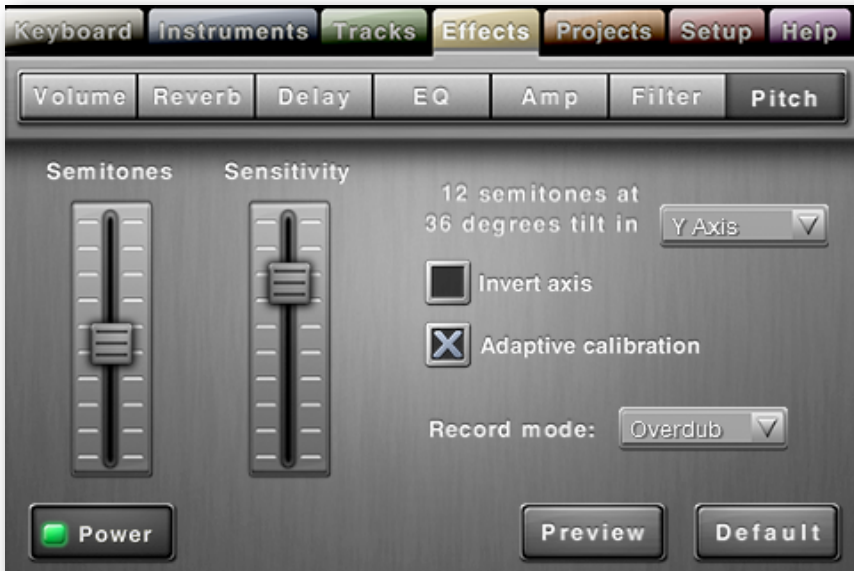 Keyboard Instruments Tracks Effects Projects Setup Help
Volume Reverb Delay EQ Amp Filter Pitch
Semitones Sensitivity
12 semitones at
36 degrees tilt in Y Axis
Invert axis
Adaptive calibration
Record mode: Overdub
Power Preview Default